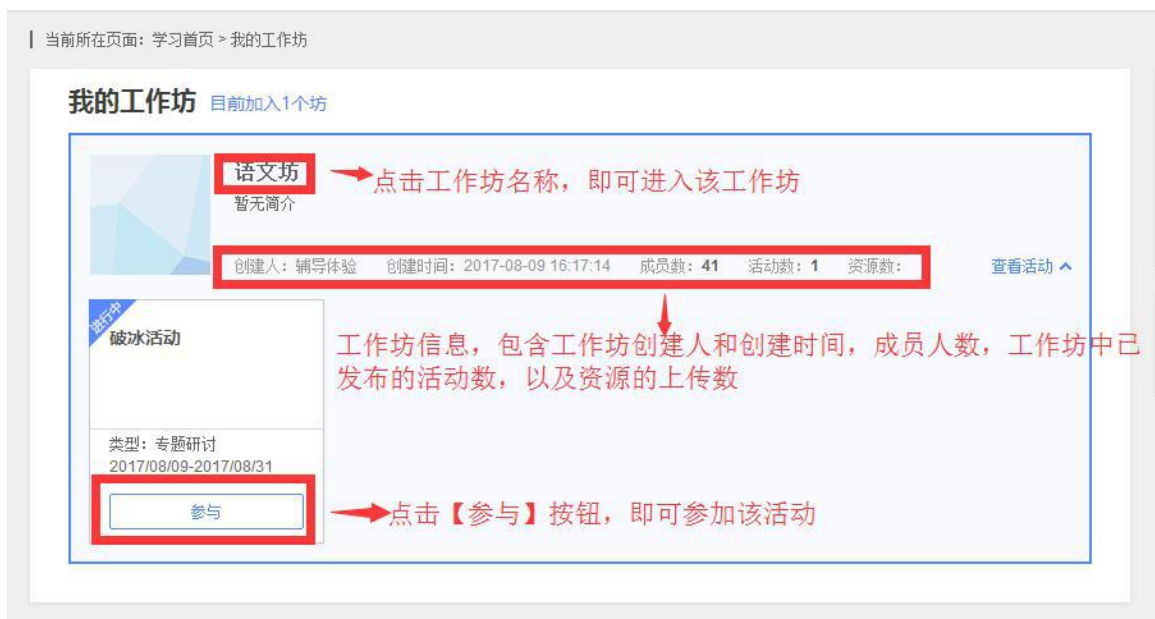 当前所在页面：学习首页 > 我的工作坊
我的工作坊 目前加入1个坊
语文坊 点击工作坊名称，即可进入该工作坊
暂无简介
创建人：辅导体验 创建时间：2017-08-09 16:17:14 成员数：41 活动数：1 资源数： 查看活动
进行中
破冰活动
工作坊信息，包含工作坊创建人和创建时间，成员人数，工作坊中已
发布的活动数，以及资源的上传数
类型：专题研讨
2017/08/09-2017/08/31
参与 点击【参与】按钮，即可参加该活动